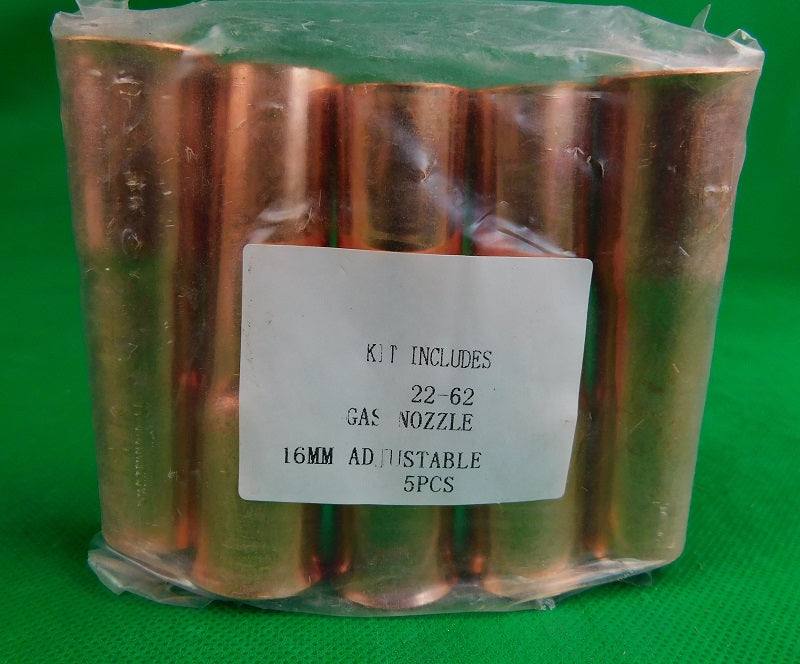 KIT INCLUDES
22-62
GAS NOZZLE
16MM ADJUSTABLE
5PCS